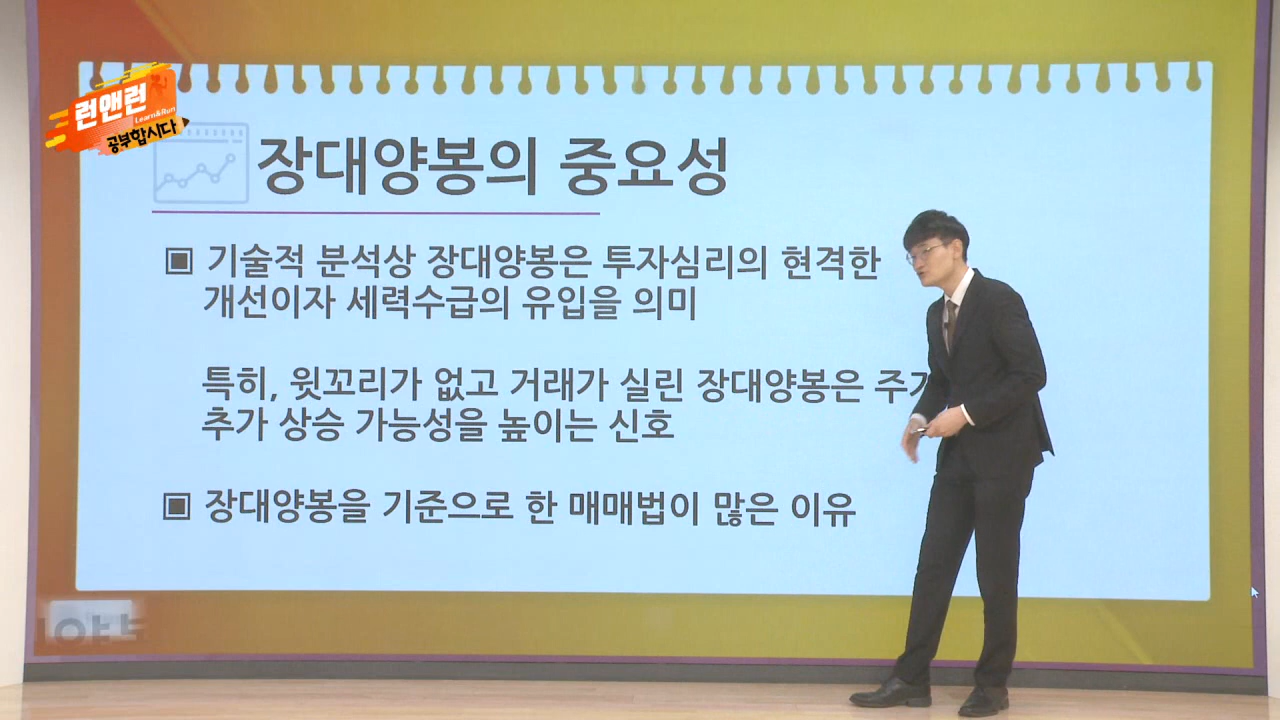 런앤런
Learn&Run
공부합시다
장대양봉의 중요성
▣ 기술적 분석상 장대양봉은 투자심리의 현격한
개선이자 세력수급의 유입을 의미
특히, 윗꼬리가 없고 거래가 실린 장대양봉은
추가 상승 가능성을 높이는 신호
▣ 장대양봉을 기준으로 한 매매법이 많은 이유